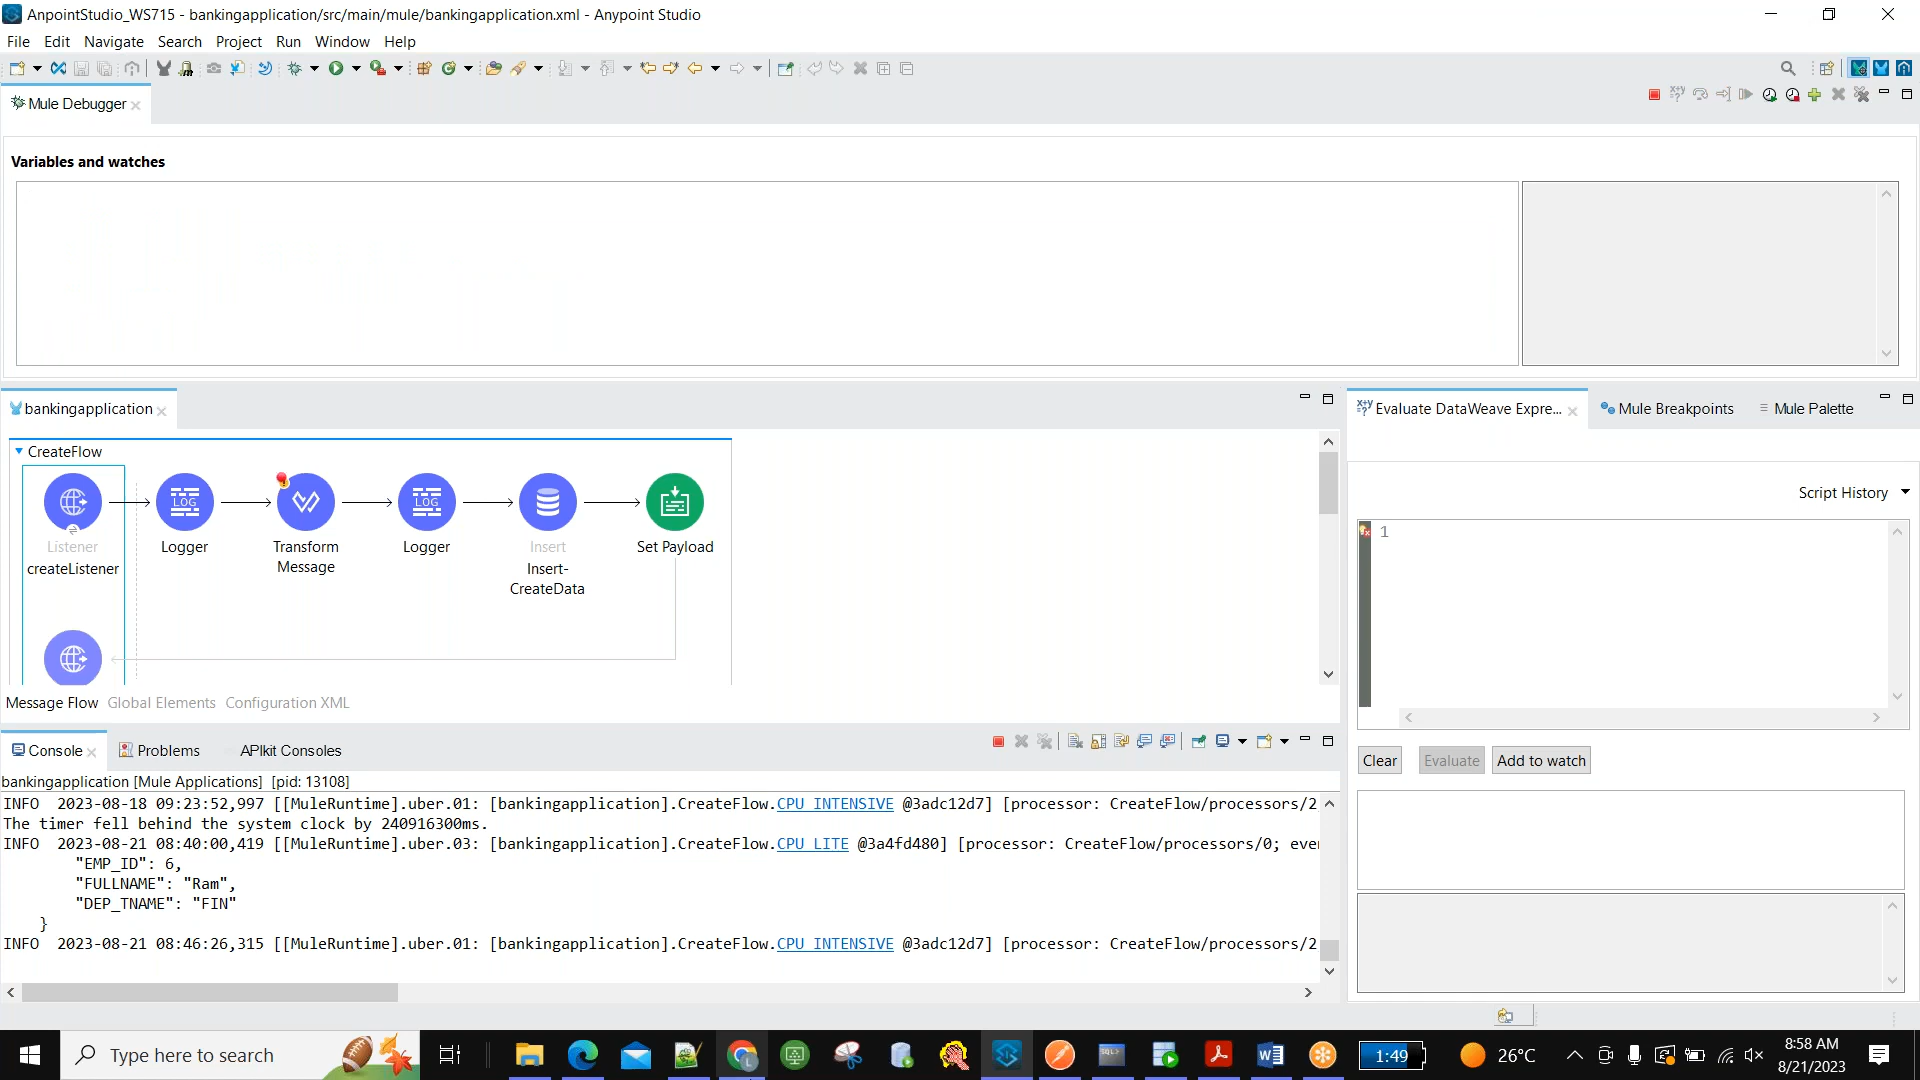 AnpointStudio_WS715 - bankingapplication/src/main/mule/bankingapplication.xml - Anypoint Studio
File Edit Navigate Search Project Run Window Help
Mule Debugger
Variables and watches
bankingapplication
CreateFlow
LOG
LOG
Listener
createListener
Logger
Transform
Message
Logger
Insert
Insert-
CreateData
Set Payload
Message Flow Global Elements Configuration XML
Evaluate DataWeave Expre... Mule Breakpoints Mule Palette
Script History
1
Clear Evaluate Add to watch
Console Problems APIkit Consoles
bankingapplication [Mule Applications] [pid: 13108]
INFO 2023-08-18 09:23:52,997 [[MuleRuntime].uber.01: [bankingapplication].CreateFlow.CPU_INTENSIVE @3adc12d7] [processor: CreateFlow/processors/2
The timer fell behind the system clock by 240916300ms.
INFO 2023-08-21 08:40:00,419 [[MuleRuntime].uber.03: [bankingapplication].CreateFlow.CPU_LITE @3a4fd480] [processor: CreateFlow/processors/0; eve
"EMP_ID": 6,
"FULLNAME": "Ram",
"DEP_TNAME": "FIN"
}
INFO 2023-08-21 08:46:26,315 [[MuleRuntime].uber.01: [bankingapplication].CreateFlow.CPU_INTENSIVE @3adc12d7] [processor: CreateFlow/processors/2
Type here to search
1:49
26°C
8:58 AM
8/21/2023